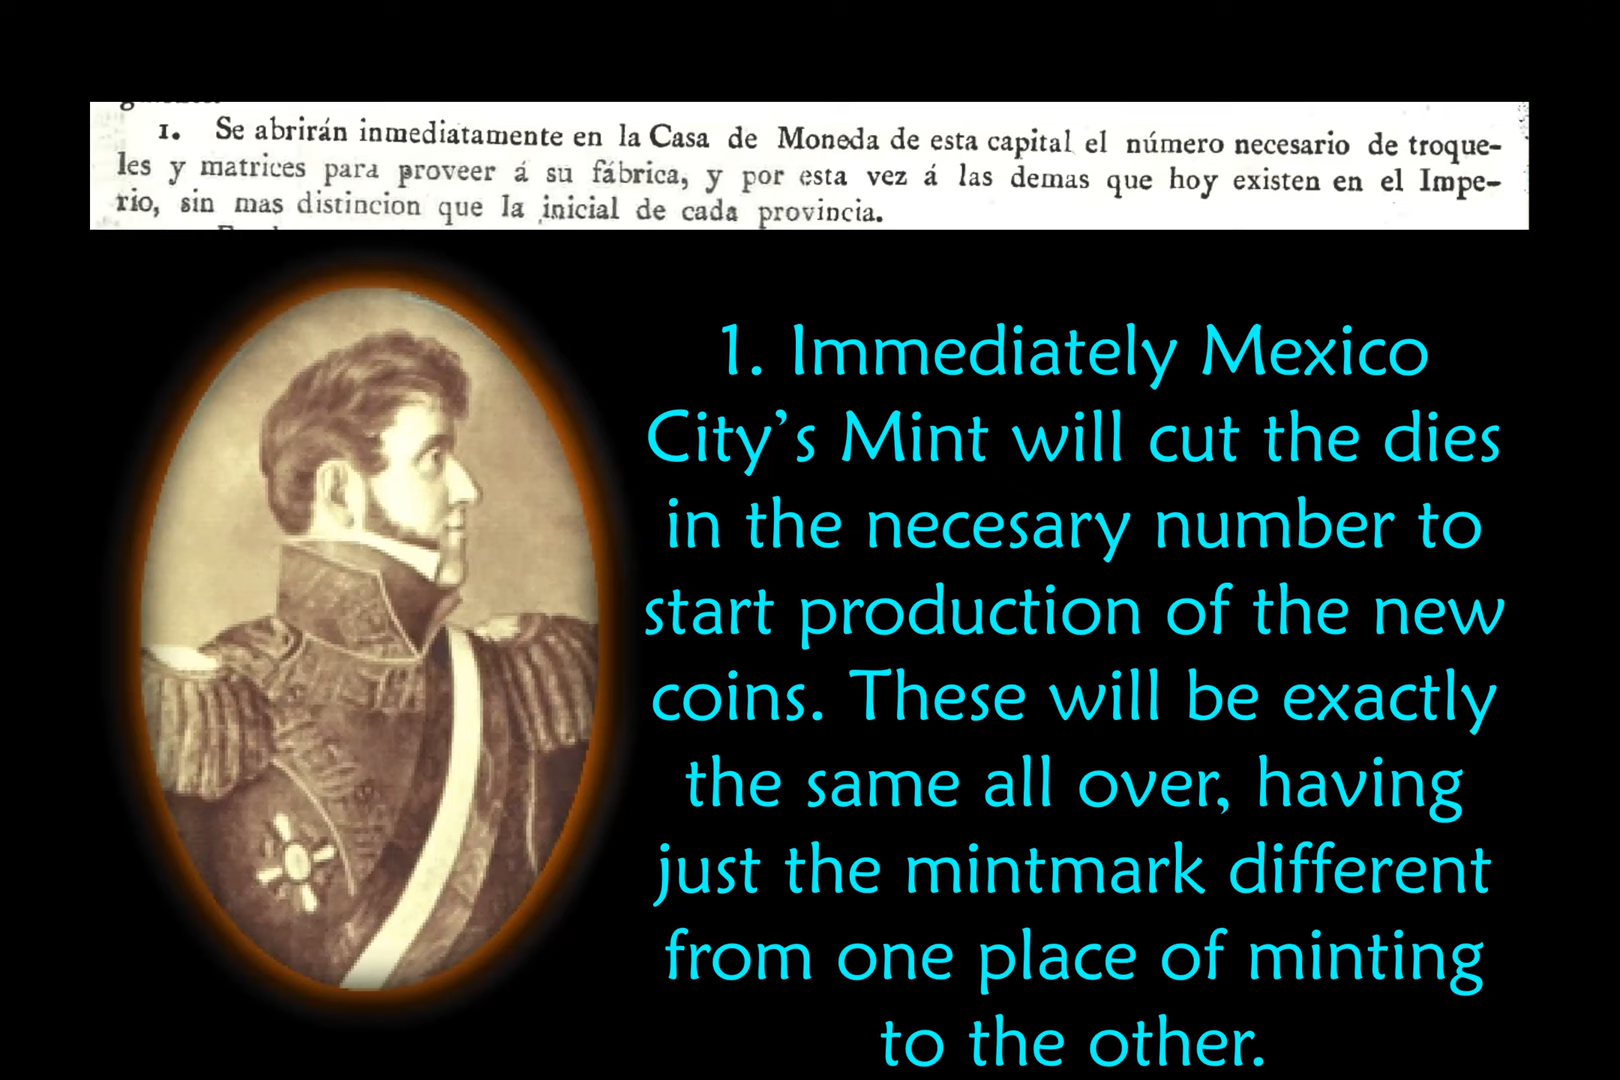 1. Se abrirán inmediatamente en la Casa de Moneda de esta capital el número necesario de troque-
les y matrices para proveer á su fábrica, y por esta vez á las demas que hoy existen en el Impe-
rio, sin mas distincion que la inicial de cada provincia.
1. Immediately Mexico
City's Mint will cut the dies
in the necesary number to
start production of the new
coins. These will be exactly
the same all over, having
just the mintmark different
from one place of minting
to the other.